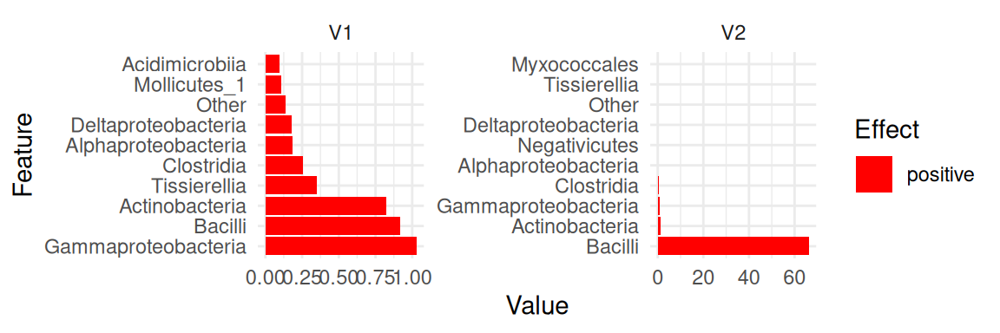 V1
V2
Feature
Acidimicrobiia
Mollicutes_1
Other
Deltaproteobacteria
Alphaproteobacteria
Clostridia
Tissierellia
Actinobacteria
Bacilli
Gammaproteobacteria
0.00 0.25 0.50 0.75 1.00
Myxococcales
Tissierellia
Other
Deltaproteobacteria
Negativicutes
Alphaproteobacteria
Clostridia
Gammaproteobacteria
Actinobacteria
Bacilli
0 20 40 60
Value
Effect
positive